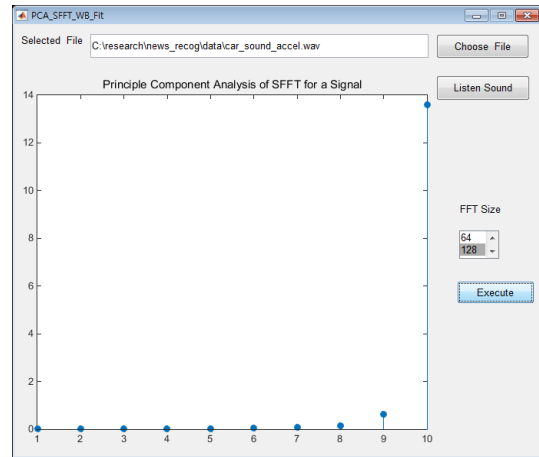 PCA_SFFT_WB_Fit
Selected File C:\research\news_recog\data\car_sound_accel.wav Choose File
Principle Component Analysis of SFFT for a Signal
Listen Sound
14
12
10
FFT Size
8
64
128
Execute
6
4
2
0
1 2 3 4 5 6 7 8 9 10